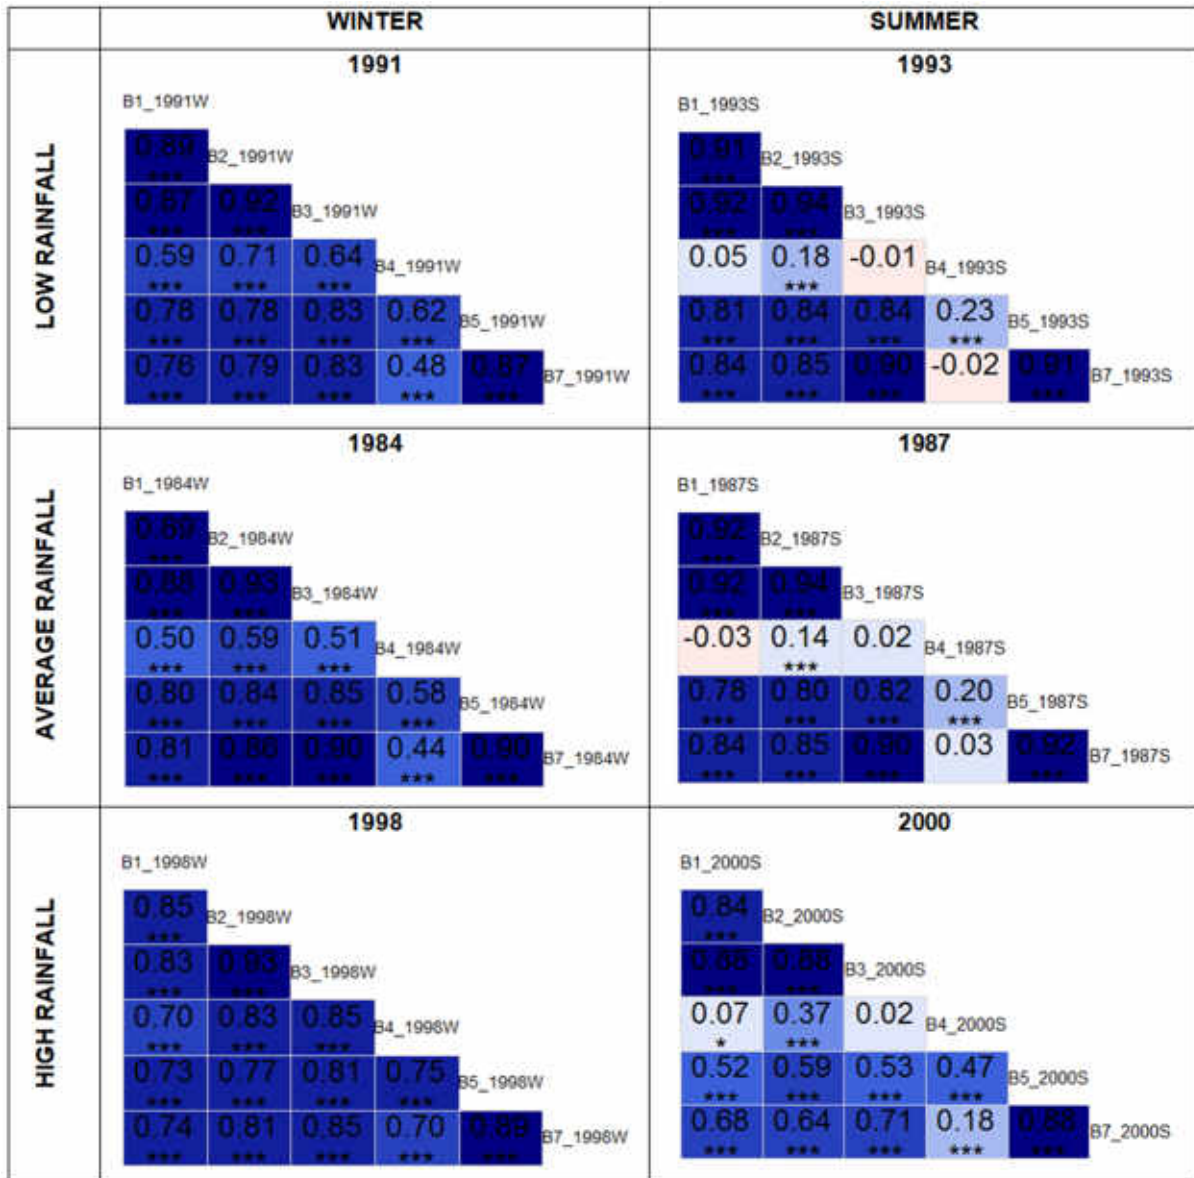 WINTER SUMMER
LOW RAINFALL
1991
B1_1991W
0.89 B2_1991W
***
0.87 0.92 B3_1991W
*** ***
0.59 0.71 0.64 B4_1991W
*** *** ***
0.78 0.78 0.83 0.62 B5_1991W
*** *** *** ***
0.76 0.79 0.83 0.48 0.87 B7_1991W
*** *** *** *** ***
1993
B1_1993S
0.91 B2_1993S
***
0.92 0.94 B3_1993S
*** ***
0.05 0.18 -0.01 B4_1993S
***
0.81 0.84 0.84 0.23 B5_1993S
*** *** *** ***
0.84 0.85 0.90 -0.02 0.91 B7_1993S
*** *** *** ***
AVERAGE RAINFALL
1984
B1_1984W
0.89 B2_1984W
***
0.88 0.93 B3_1984W
*** ***
0.50 0.59 0.51 B4_1984W
*** *** ***
0.80 0.84 0.85 0.58 B5_1984W
*** *** *** ***
0.81 0.86 0.90 0.44 0.90 B7_1984W
*** *** *** *** ***
1987
B1_1987S
0.92 B2_1987S
***
0.92 0.94 B3_1987S
*** ***
-0.03 0.14 0.02 B4_1987S
***
0.78 0.80 0.82 0.20 B5_1987S
*** *** *** ***
0.84 0.85 0.90 0.03 0.92 B7_1987S
*** *** *** ***
HIGH RAINFALL
1998
B1_1998W
0.85 B2_1998W
***
0.83 0.93 B3_1998W
*** ***
0.70 0.83 0.85 B4_1998W
*** *** ***
0.73 0.77 0.81 0.75 B5_1998W
*** *** *** ***
0.74 0.81 0.85 0.70 0.89 B7_1998W
*** *** *** *** ***
2000
B1_2000S
0.84 B2_2000S
***
0.88 0.88 B3_2000S
*** ***
0.07 0.37 0.02 B4_2000S
* ***
0.52 0.59 0.53 0.47 B5_2000S
*** *** *** ***
0.68 0.64 0.71 0.18 0.88 B7_2000S
*** *** *** *** ***